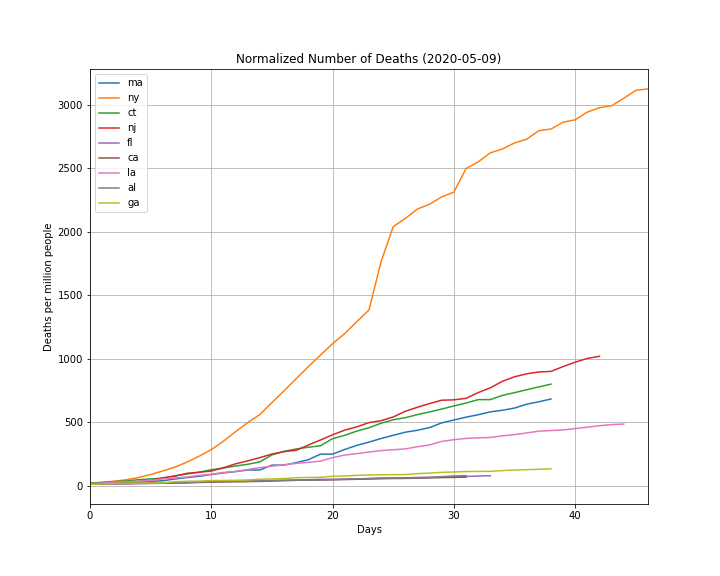 Normalized Number of Deaths (2020-05-09)
ma
ny
ct
nj
fl
ca
la
al
ga
3000
2500
2000
1500
1000
500
0
Deaths per million people
0 10 20 30 40
Days